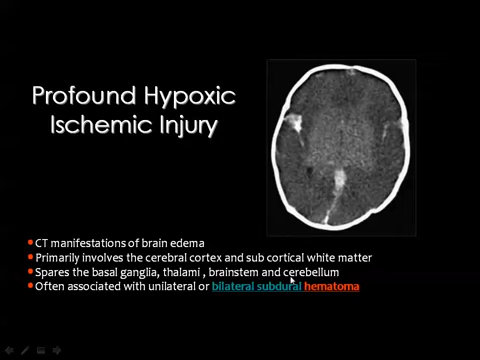 Profound Hypoxic
Ischemic Injury
CT manifestations of brain edema
Primarily involves the cerebral cortex and sub cortical white matter
Spares the basal ganglia, thalami , brainstem and cerebellum
Often associated with unilateral or bilateral subdural hematoma